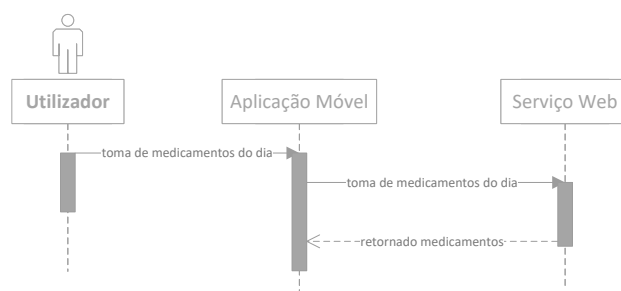 Utilizador
Aplicação Móvel
Serviço Web
toma de medicamentos do dia
toma de medicamentos do dia
retornado medicamentos